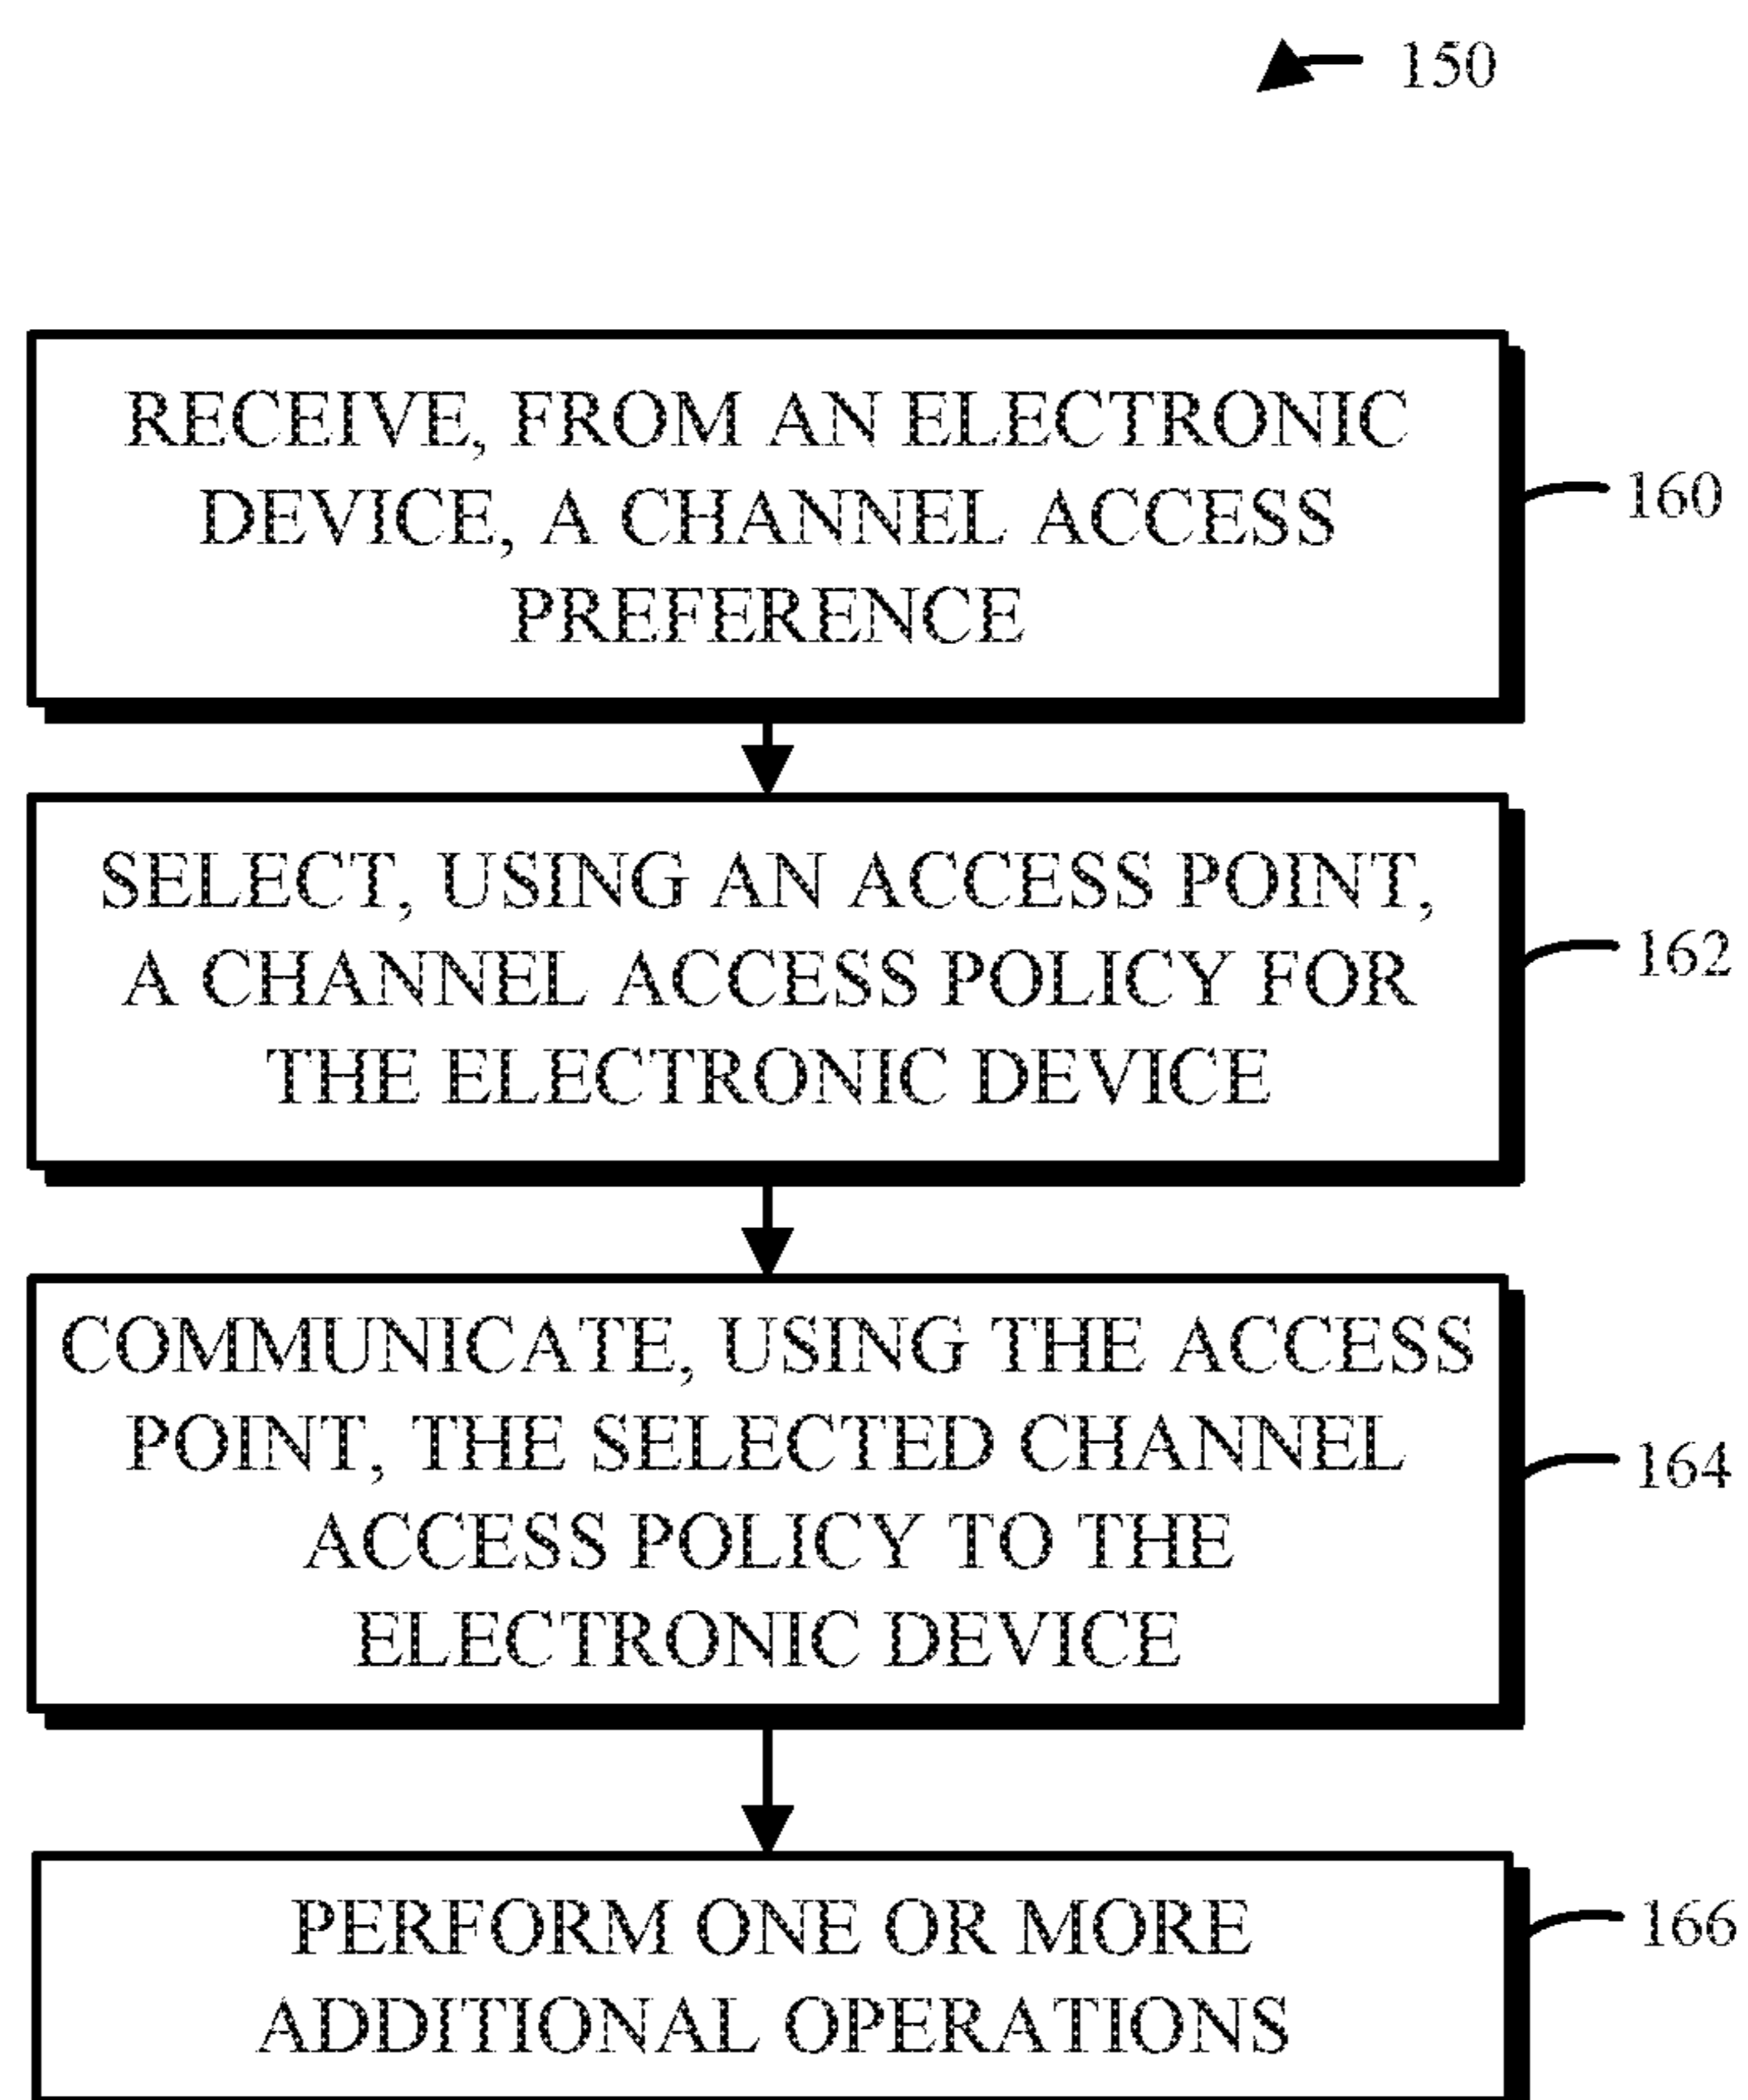 150
RECEIVE, FROM AN ELECTRONIC
DEVICE, A CHANNEL ACCESS
PREFERENCE
160
SELECT, USING AN ACCESS POINT,
A CHANNEL ACCESS POLICY FOR
THE ELECTRONIC DEVICE
162
COMMUNICATE, USING THE ACCESS
POINT, THE SELECTED CHANNEL
ACCESS POLICY TO THE
ELECTRONIC DEVICE
164
PERFORM ONE OR MORE
ADDITIONAL OPERATIONS
166